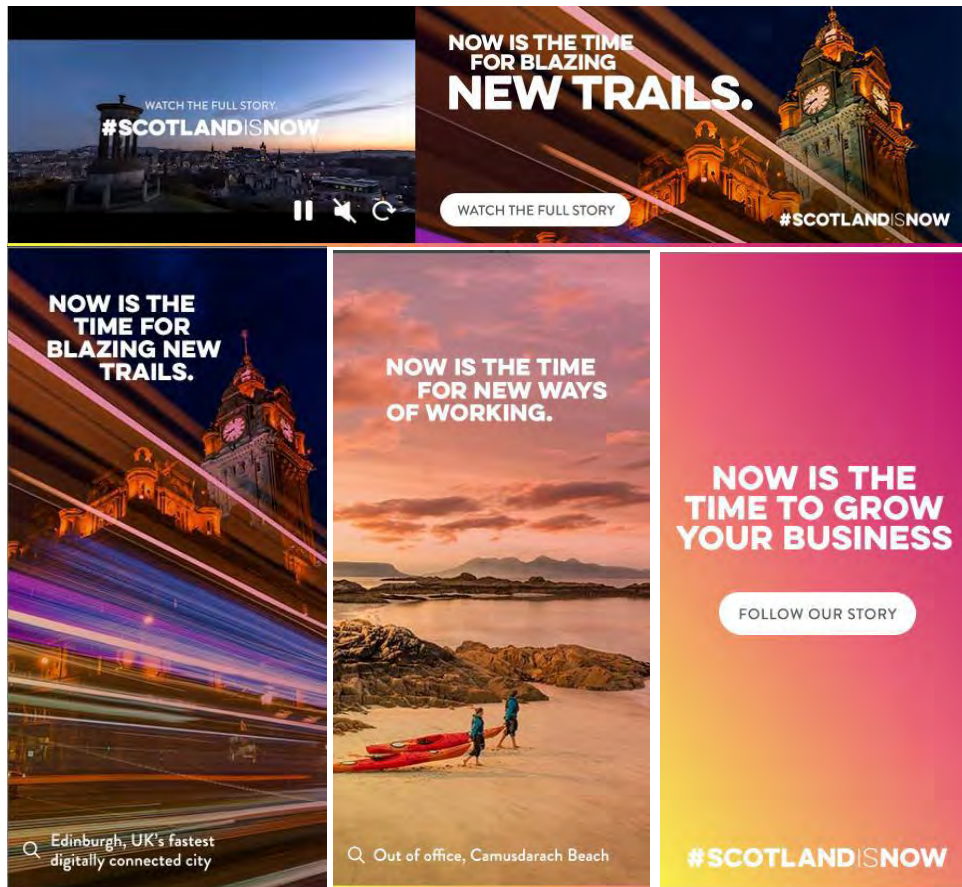 WATCH THE FULL STORY.
#SCOTLANDISNOW
NOW IS THE TIME
FOR BLAZING
NEW TRAILS.
WATCH THE FULL STORY
#SCOTLANDISNOW
NOW IS THE
TIME FOR
BLAZING NEW
TRAILS.
Edinburgh, UK's fastest
digitally connected city
NOW IS THE TIME
FOR NEW WAYS
OF WORKING.
Out of office, Camusdarach Beach
NOW IS THE
TIME TO GROW
YOUR BUSINESS
FOLLOW OUR STORY
#SCOTLANDISNOW